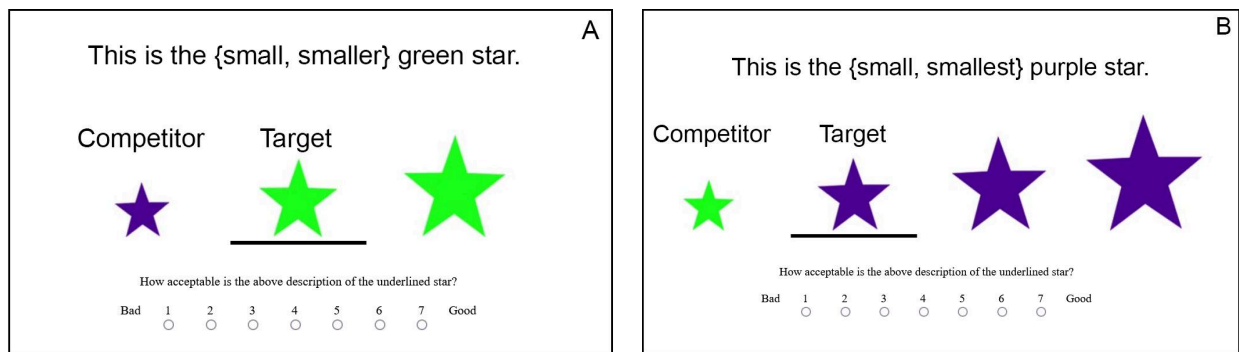 A
This is the {small, smaller} green star.
Competitor Target
How acceptable is the above description of the underlined star?
Bad 1 2 3 4 5 6 7 Good
B
This is the {small, smallest} purple star.
Competitor Target
How acceptable is the above description of the underlined star?
Bad 1 2 3 4 5 6 7 Good